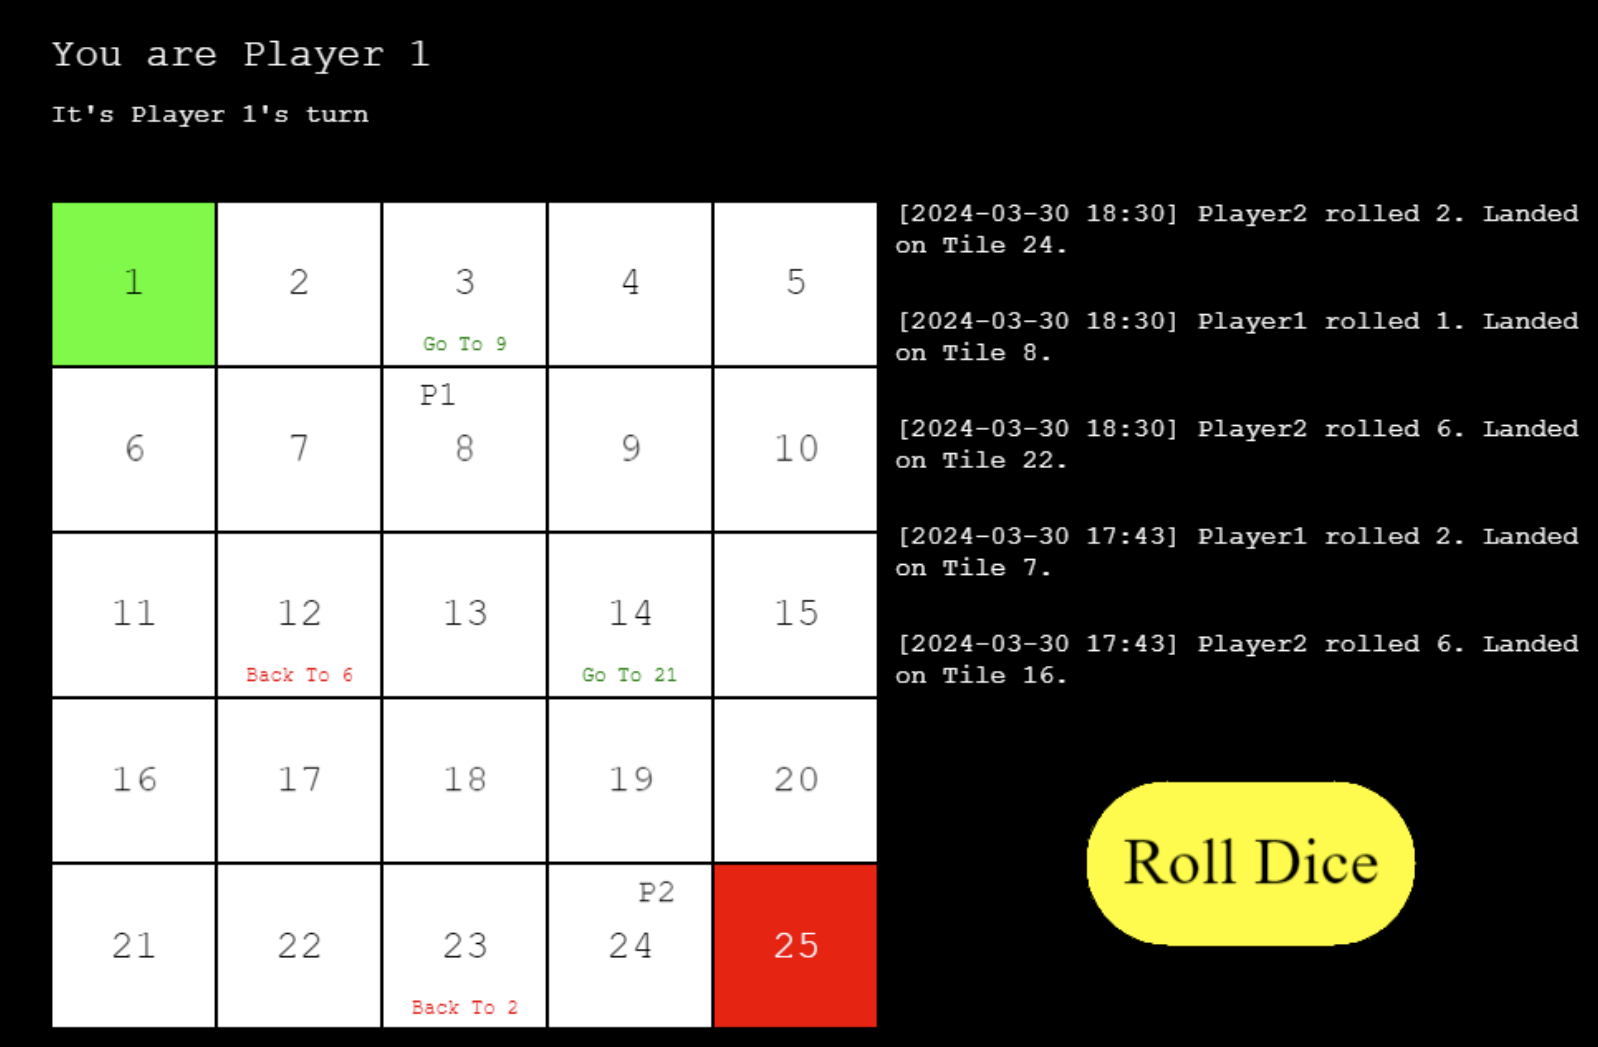 You are Player 1
It's Player 1's turn
1 2 3 4 5
Go To 9
P1
6 7 8 9 10
11 12 13 14 15
Back To 6 Go To 21
16 17 18 19 20
P2
21 22 23 24 25
Back To 2
[2024-03-30 18:30] Player2 rolled 2. Landed
on Tile 24.
[2024-03-30 18:30] Player1 rolled 1. Landed
on Tile 8.
[2024-03-30 18:30] Player2 rolled 6. Landed
on Tile 22.
[2024-03-30 17:43] Player1 rolled 2. Landed
on Tile 7.
[2024-03-30 17:43] Player2 rolled 6. Landed
on Tile 16.
Roll Dice